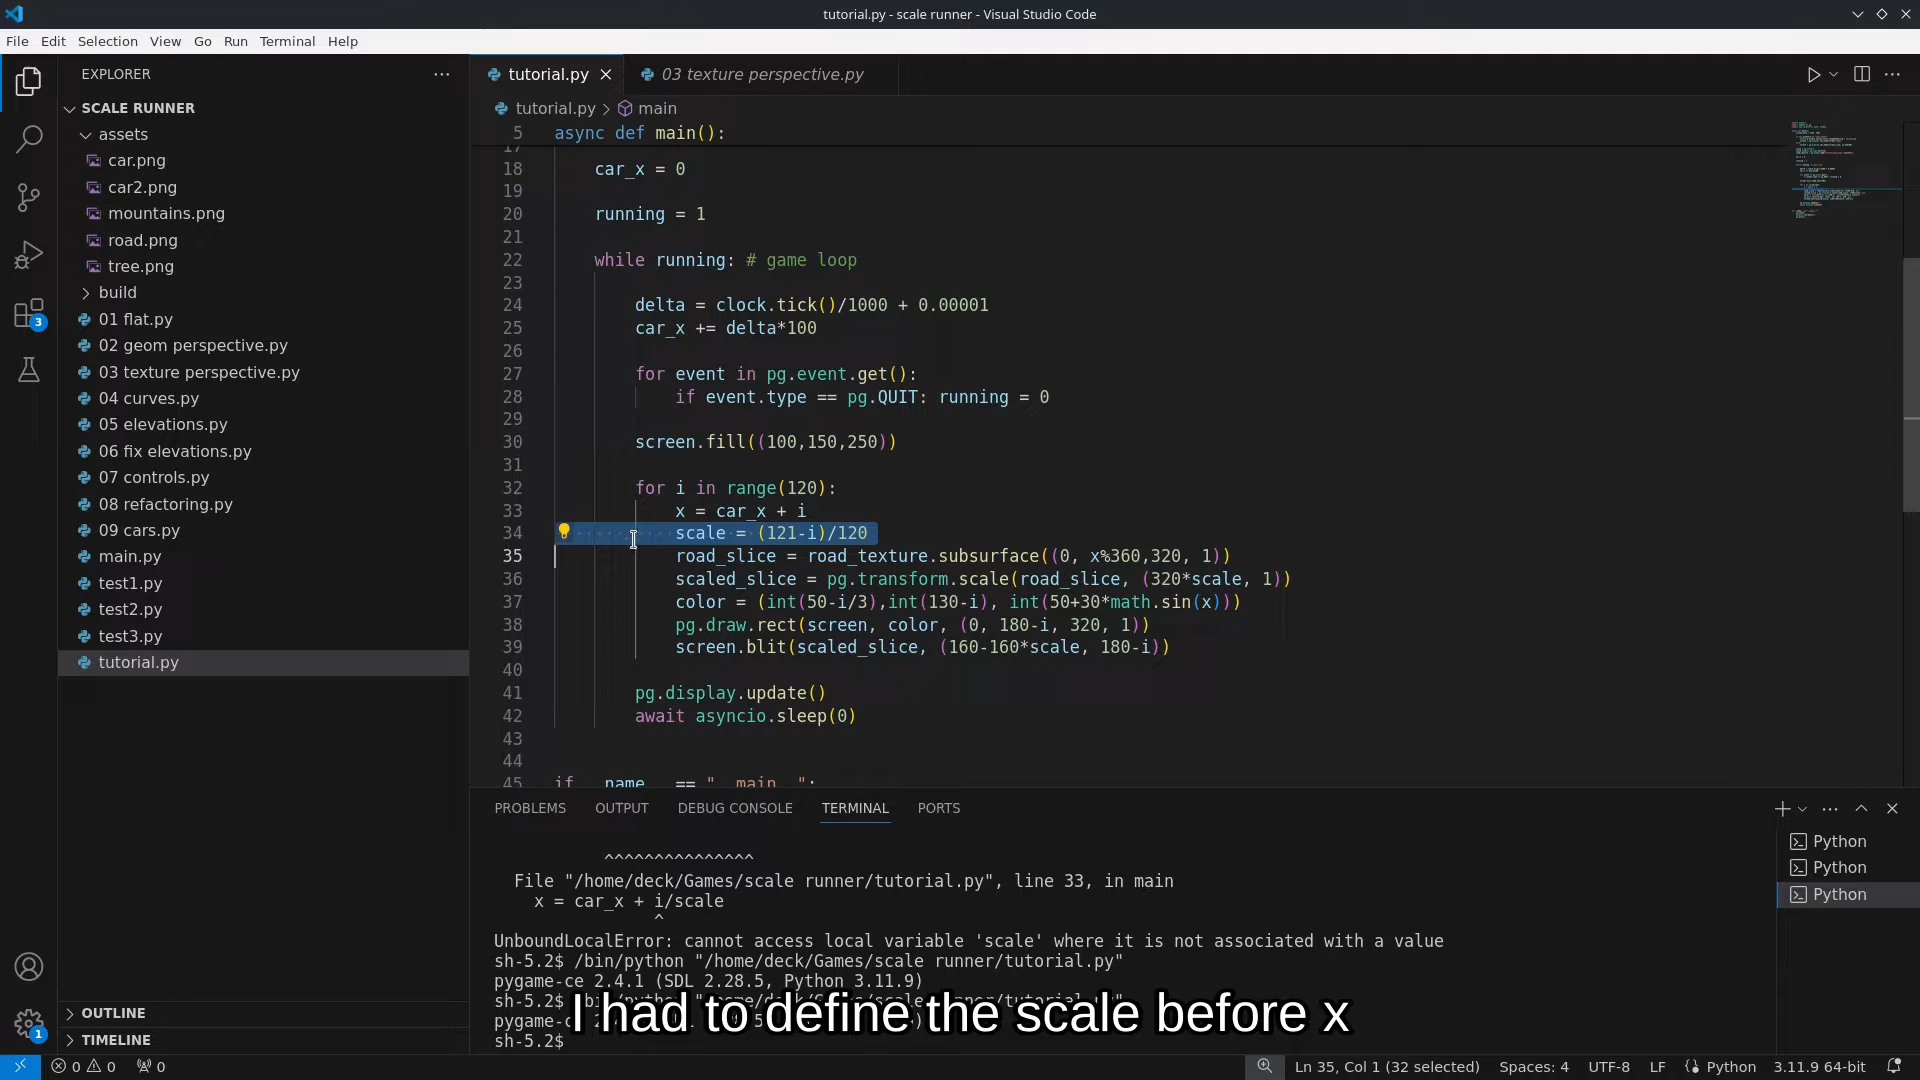 tutorial.py - scale runner - Visual Studio Code
File Edit Selection View Go Run Terminal Help
EXPLORER
SCALE RUNNER
assets
car.png
car2.png
mountains.png
road.png
tree.png
build
01 flat.py
02 geom perspective.py
03 texture perspective.py
04 curves.py
05 elevations.py
06 fix elevations.py
07 controls.py
08 refactoring.py
09 cars.py
main.py
test1.py
test2.py
test3.py
tutorial.py
OUTLINE
TIMELINE
3
1
tutorial.py
03 texture perspective.py
tutorial.py > main
5 async def main():
17
18 car_x = 0
19
20 running = 1
21
22 while running: # game loop
23
24 delta = clock.tick()/1000 + 0.00001
25 car_x += delta*100
26
27 for event in pg.event.get():
28 if event.type == pg.QUIT: running = 0
29
30 screen.fill((100,150,250))
31
32 for i in range(120):
33 x = car_x + i
34 scale = (121-i)/120
35 road_slice = road_texture.subsurface((0, x%360,320, 1))
36 scaled_slice = pg.transform.scale(road_slice, (320*scale, 1))
37 color = (int(50-i/3),int(130-i), int(50+30*math.sin(x)))
38 pg.draw.rect(screen, color, (0, 180-i, 320, 1))
39 screen.blit(scaled_slice, (160-160*scale, 180-i))
40
41 pg.display.update()
42 await asyncio.sleep(0)
43
44
45 if __name__ == "__main__":
PROBLEMS OUTPUT DEBUG CONSOLE TERMINAL PORTS
^^^^^^^^^^^^^^^
File "/home/deck/Games/scale runner/tutorial.py", line 33, in main
x = car_x + i/scale
^
UnboundLocalError: cannot access local variable 'scale' where it is not associated with a value
sh-5.2$ /bin/python "/home/deck/Games/scale runner/tutorial.py"
pygame-ce 2.4.1 (SDL 2.28.5, Python 3.11.9)
sh-5.2$
sh-5.2$
Python
Python
Python
I had to define the scale before x
0 0 0 Ln 35, Col 1 (32 selected) Spaces: 4 UTF-8 LF Python 3.11.9 64-bit